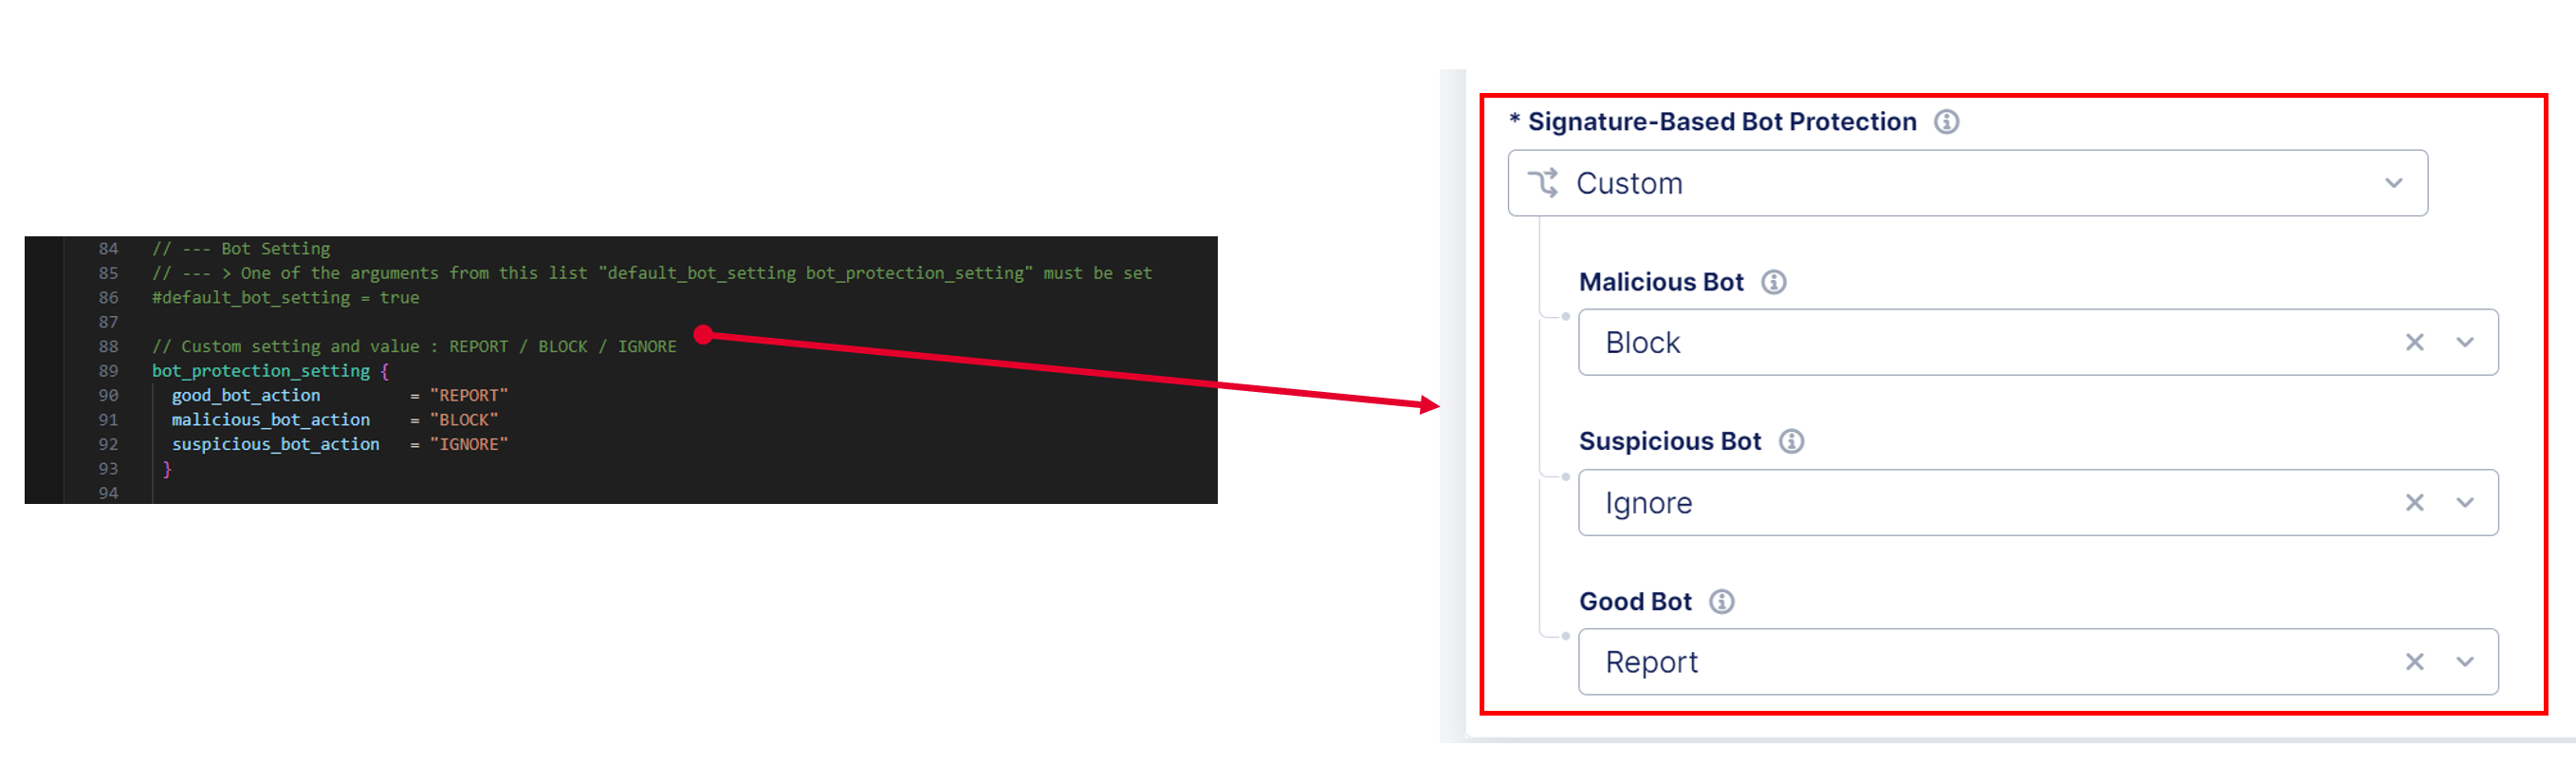 84 // --- Bot Setting
85 // --- > One of the arguments from this list "default_bot_setting bot_protection_setting" must be set
86 #default_bot_setting = true
87
88 // Custom setting and value : REPORT / BLOCK / IGNORE
89 bot_protection_setting {
90 good_bot_action = "REPORT"
91 malicious_bot_action = "BLOCK"
92 suspicious_bot_action = "IGNORE"
93 }
94
* Signature-Based Bot Protection
Custom
Malicious Bot
Block
Suspicious Bot
Ignore
Good Bot
Report